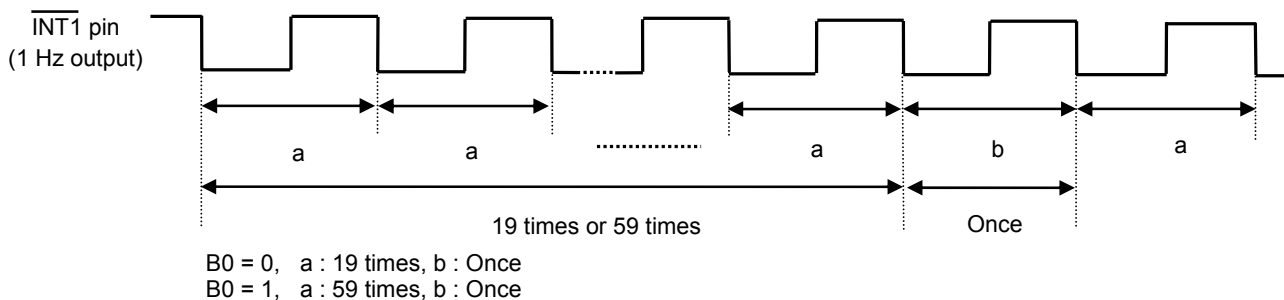 INT1 pin
(1 Hz output)
a
a
a
b
a
19 times or 59 times
Once
B0 = 0, a : 19 times, b : Once
B0 = 1, a : 59 times, b : Once